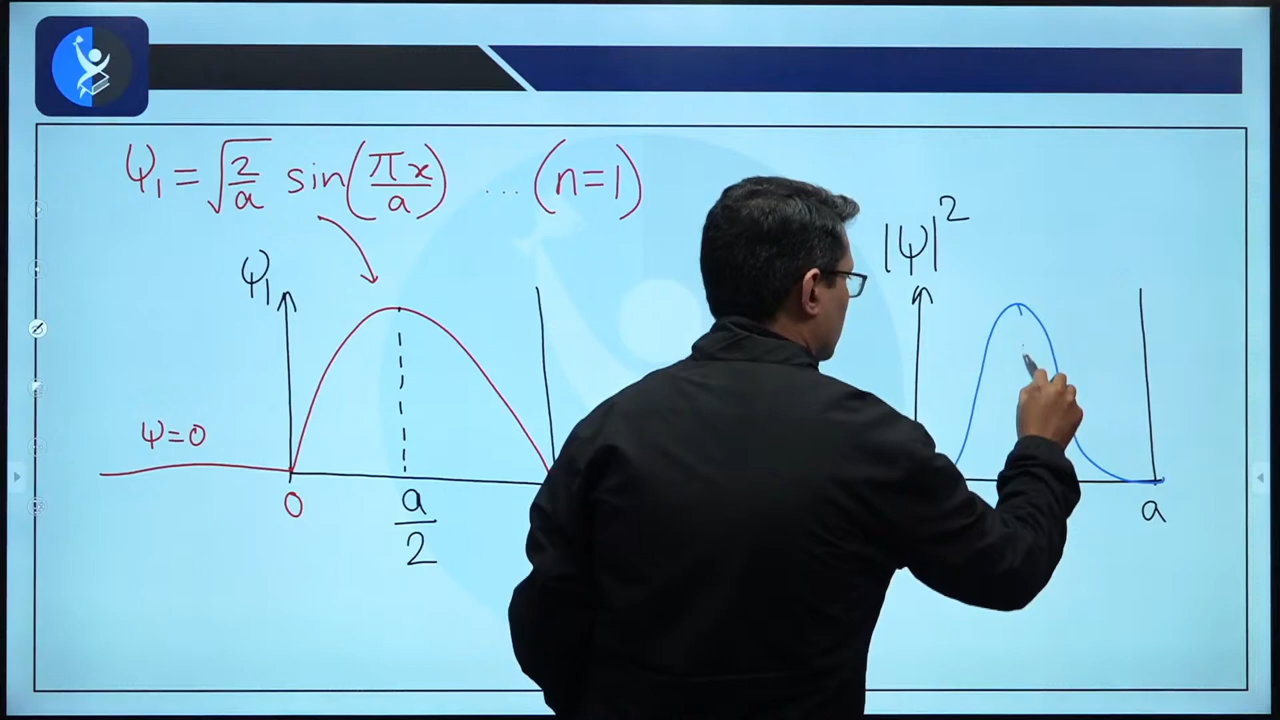 ψ₁ = √(2/a) sin(πx/a) ... (n=1)
ψ₁
|ψ|²
ψ=0
0
a/2
a